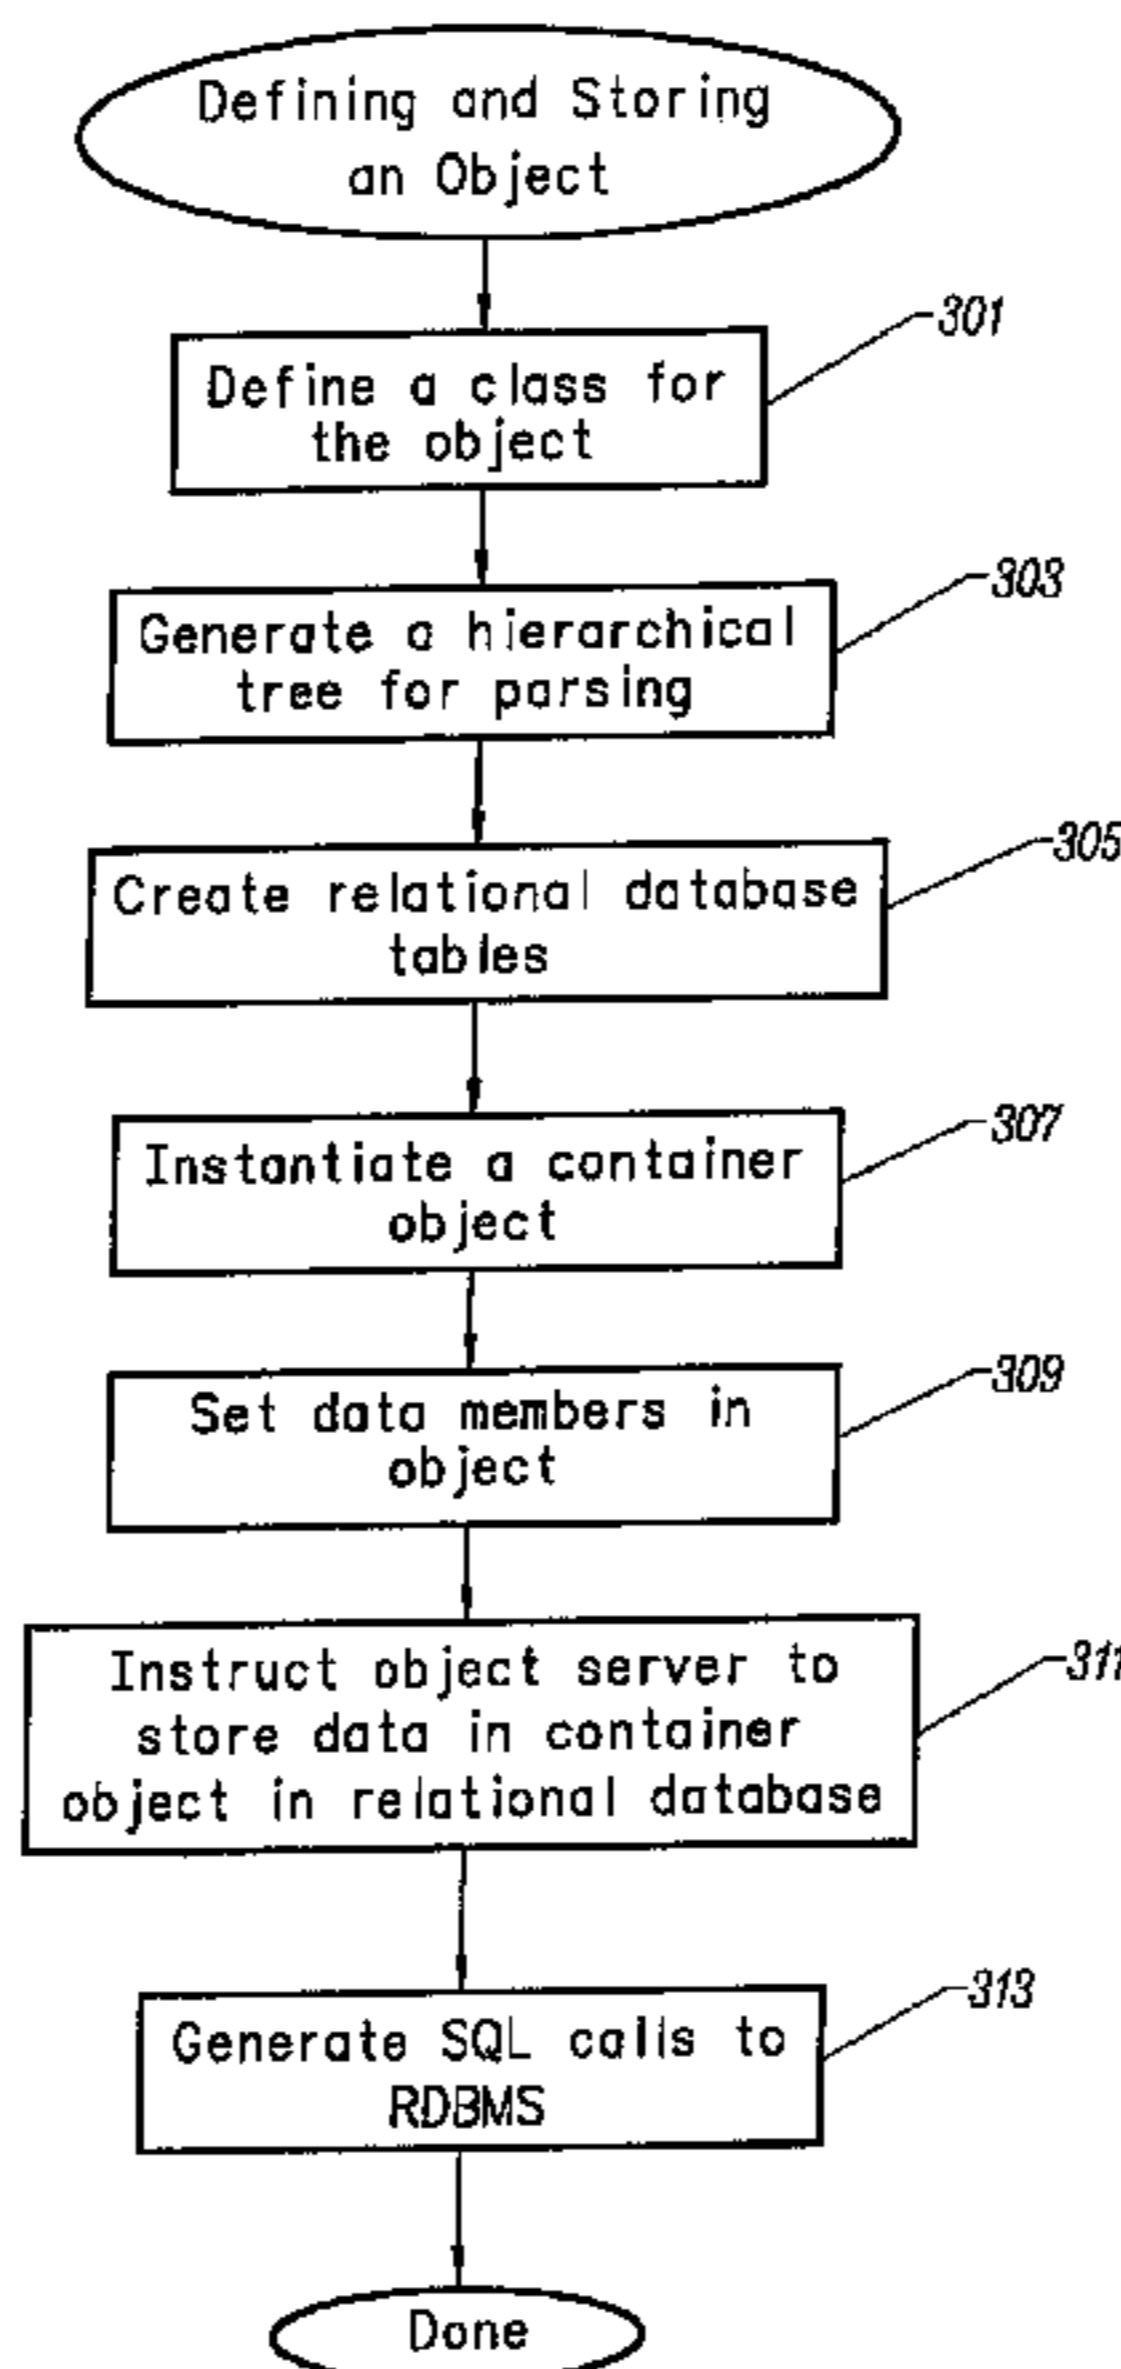 Defining and Storing
an Object
301
Define a class for
the object
303
Generate a hierarchical
tree for parsing
305
Create relational database
tables
307
Instantiate a container
object
309
Set data members in
object
311
Instruct object server to
store data in container
object in relational database
313
Generate SQL calls to
RDBMS
Done